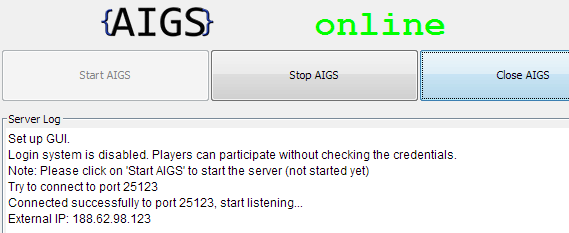 {AIGS} online
Start AIGS Stop AIGS Close AIGS
Server Log
Set up GUI.
Login system is disabled. Players can participate without checking the credentials.
Note: Please click on 'Start AIGS' to start the server (not started yet)
Try to connect to port 25123
Connected successfully to port 25123, start listening...
External IP: 188.62.98.123